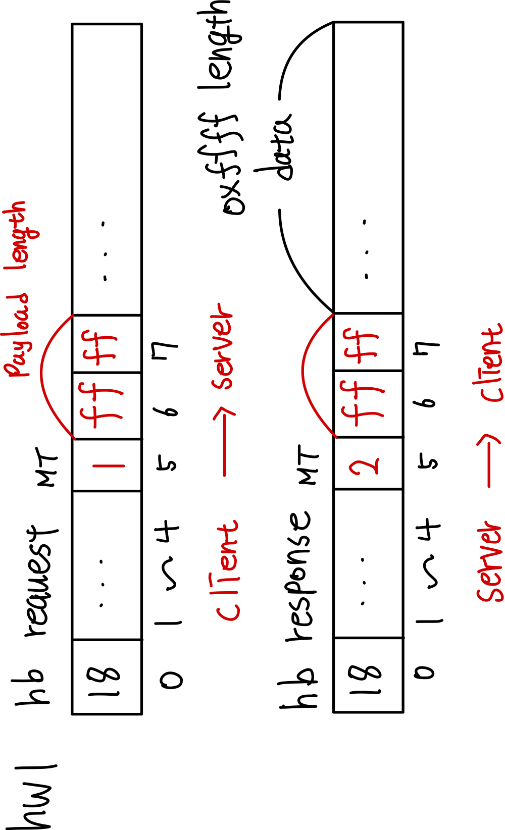 hw1
hb request MT Payload length
18 ... 1 ff ff ...
0 1~4 5 6 7
client → server
0xffff length
data
hb response MT
18 ... 2 ff ff ...
0 1~4 5 6 7
server → client